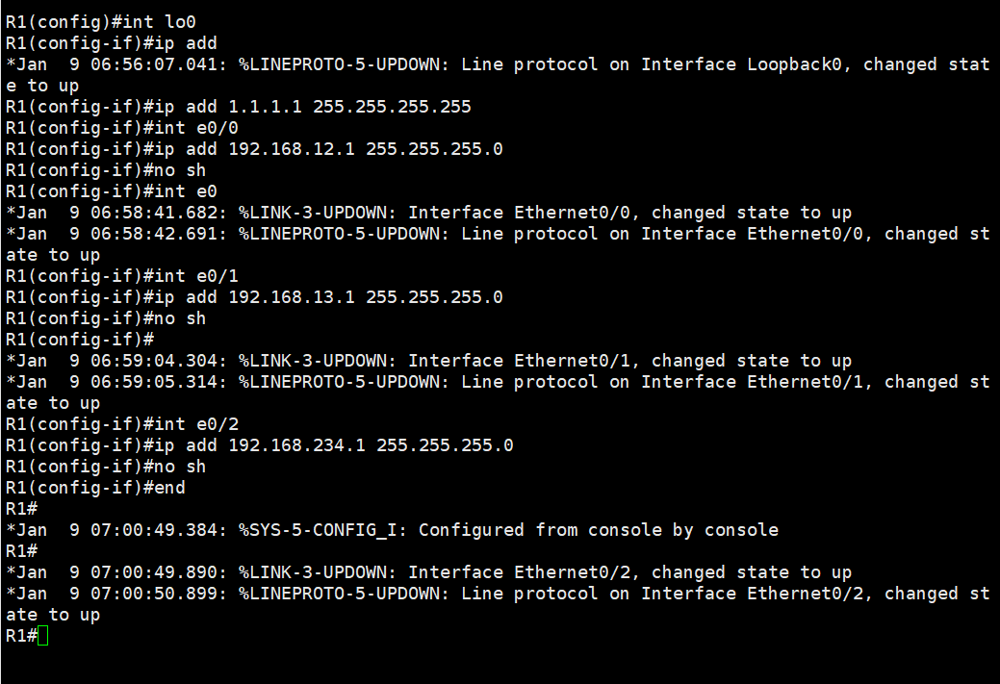 R1(config)#int lo0
R1(config-if)#ip add
*Jan  9 06:56:07.041: %LINEPROTO-5-UPDOWN: Line protocol on Interface Loopback0, changed stat
e to up
R1(config-if)#ip add 1.1.1.1 255.255.255.255
R1(config-if)#int e0/0
R1(config-if)#ip add 192.168.12.1 255.255.255.0
R1(config-if)#no sh
R1(config-if)#int e0
*Jan  9 06:58:41.682: %LINK-3-UPDOWN: Interface Ethernet0/0, changed state to up
*Jan  9 06:58:42.691: %LINEPROTO-5-UPDOWN: Line protocol on Interface Ethernet0/0, changed st
ate to up
R1(config-if)#int e0/1
R1(config-if)#ip add 192.168.13.1 255.255.255.0
R1(config-if)#no sh
R1(config-if)#
*Jan  9 06:59:04.304: %LINK-3-UPDOWN: Interface Ethernet0/1, changed state to up
*Jan  9 06:59:05.314: %LINEPROTO-5-UPDOWN: Line protocol on Interface Ethernet0/1, changed st
ate to up
R1(config-if)#int e0/2
R1(config-if)#ip add 192.168.234.1 255.255.255.0
R1(config-if)#no sh
R1(config-if)#end
R1#
*Jan  9 07:00:49.384: %SYS-5-CONFIG_I: Configured from console by console
R1#
*Jan  9 07:00:49.890: %LINK-3-UPDOWN: Interface Ethernet0/2, changed state to up
*Jan  9 07:00:50.899: %LINEPROTO-5-UPDOWN: Line protocol on Interface Ethernet0/2, changed st
ate to up
R1#